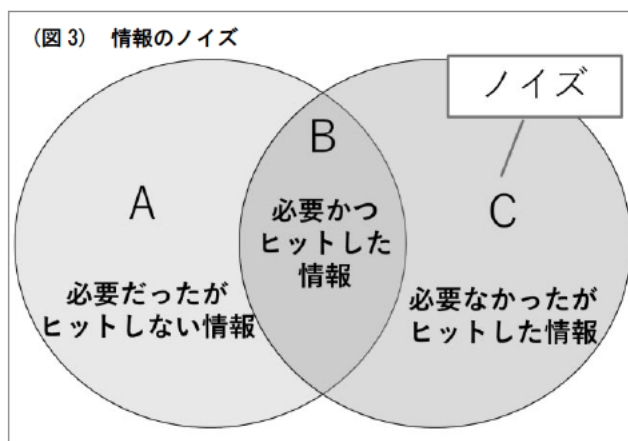 (図3) 情報のノイズ
ノイズ
A
B
C
必要だったが
ヒットしない情報
必要かつ
ヒットした
情報
必要なかったが
ヒットした情報